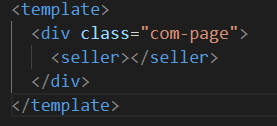 <template>
  <div class="com-page">
    <seller></seller>
  </div>
</template>